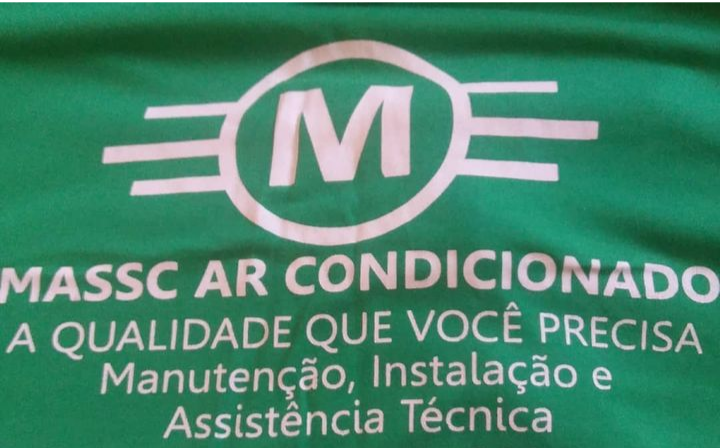 M
MASSC AR CONDICIONADO
A QUALIDADE QUE VOCÊ PRECISA
Manutenção, Instalação e
Assistência Técnica